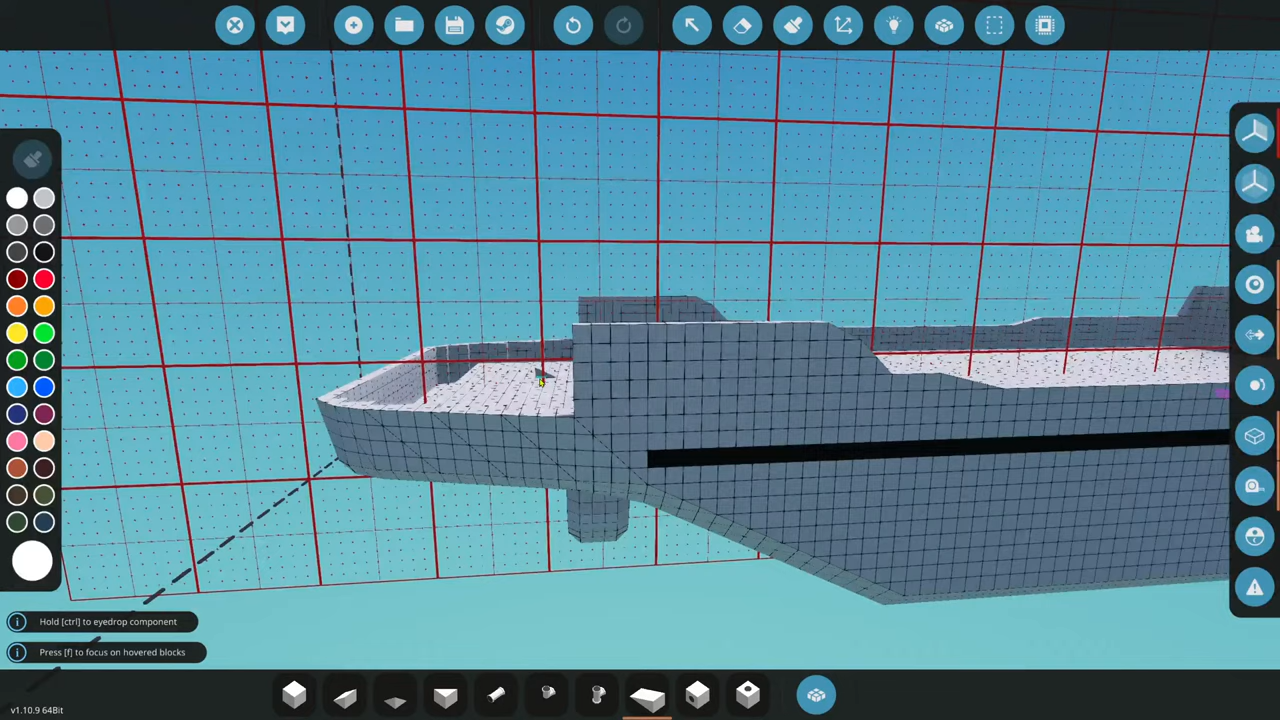 Hold [ctrl] to eyedrop component
Press [f] to focus on hovered blocks
v1.10.9 64Bit